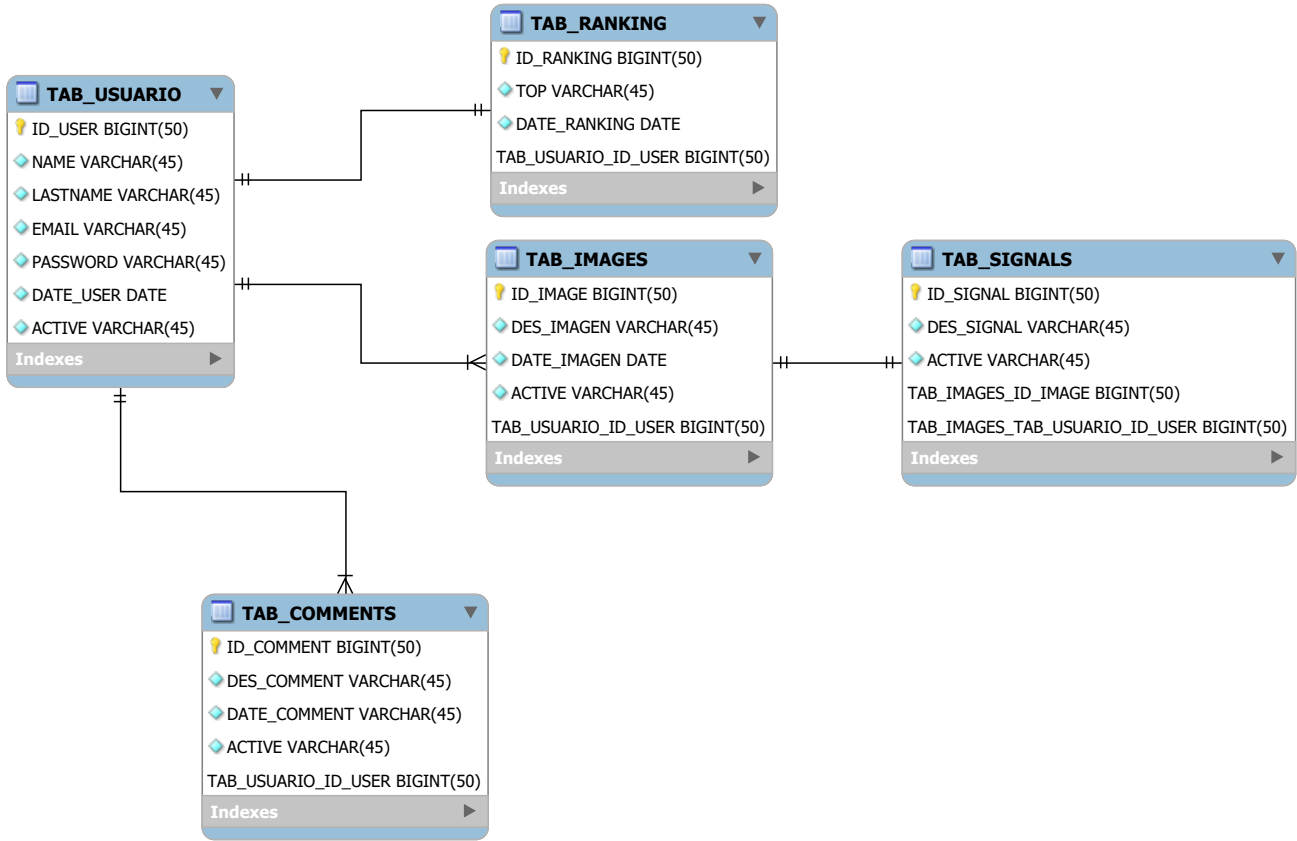 TAB_RANKING
ID_RANKING BIGINT(50)
TOP VARCHAR(45)
DATE_RANKING DATE
TAB_USUARIO_ID_USER BIGINT(50)
Indexes
TAB_USUARIO
ID_USER BIGINT(50)
NAME VARCHAR(45)
LASTNAME VARCHAR(45)
EMAIL VARCHAR(45)
PASSWORD VARCHAR(45)
DATE_USER DATE
ACTIVE VARCHAR(45)
Indexes
TAB_IMAGES
ID_IMAGE BIGINT(50)
DES_IMAGEN VARCHAR(45)
DATE_IMAGEN DATE
ACTIVE VARCHAR(45)
TAB_USUARIO_ID_USER BIGINT(50)
Indexes
TAB_SIGNALS
ID_SIGNAL BIGINT(50)
DES_SIGNAL VARCHAR(45)
ACTIVE VARCHAR(45)
TAB_IMAGES_ID_IMAGE BIGINT(50)
TAB_IMAGES_TAB_USUARIO_ID_USER BIGINT(50)
Indexes
TAB_COMMENTS
ID_COMMENT BIGINT(50)
DES_COMMENT VARCHAR(45)
DATE_COMMENT VARCHAR(45)
ACTIVE VARCHAR(45)
TAB_USUARIO_ID_USER BIGINT(50)
Indexes